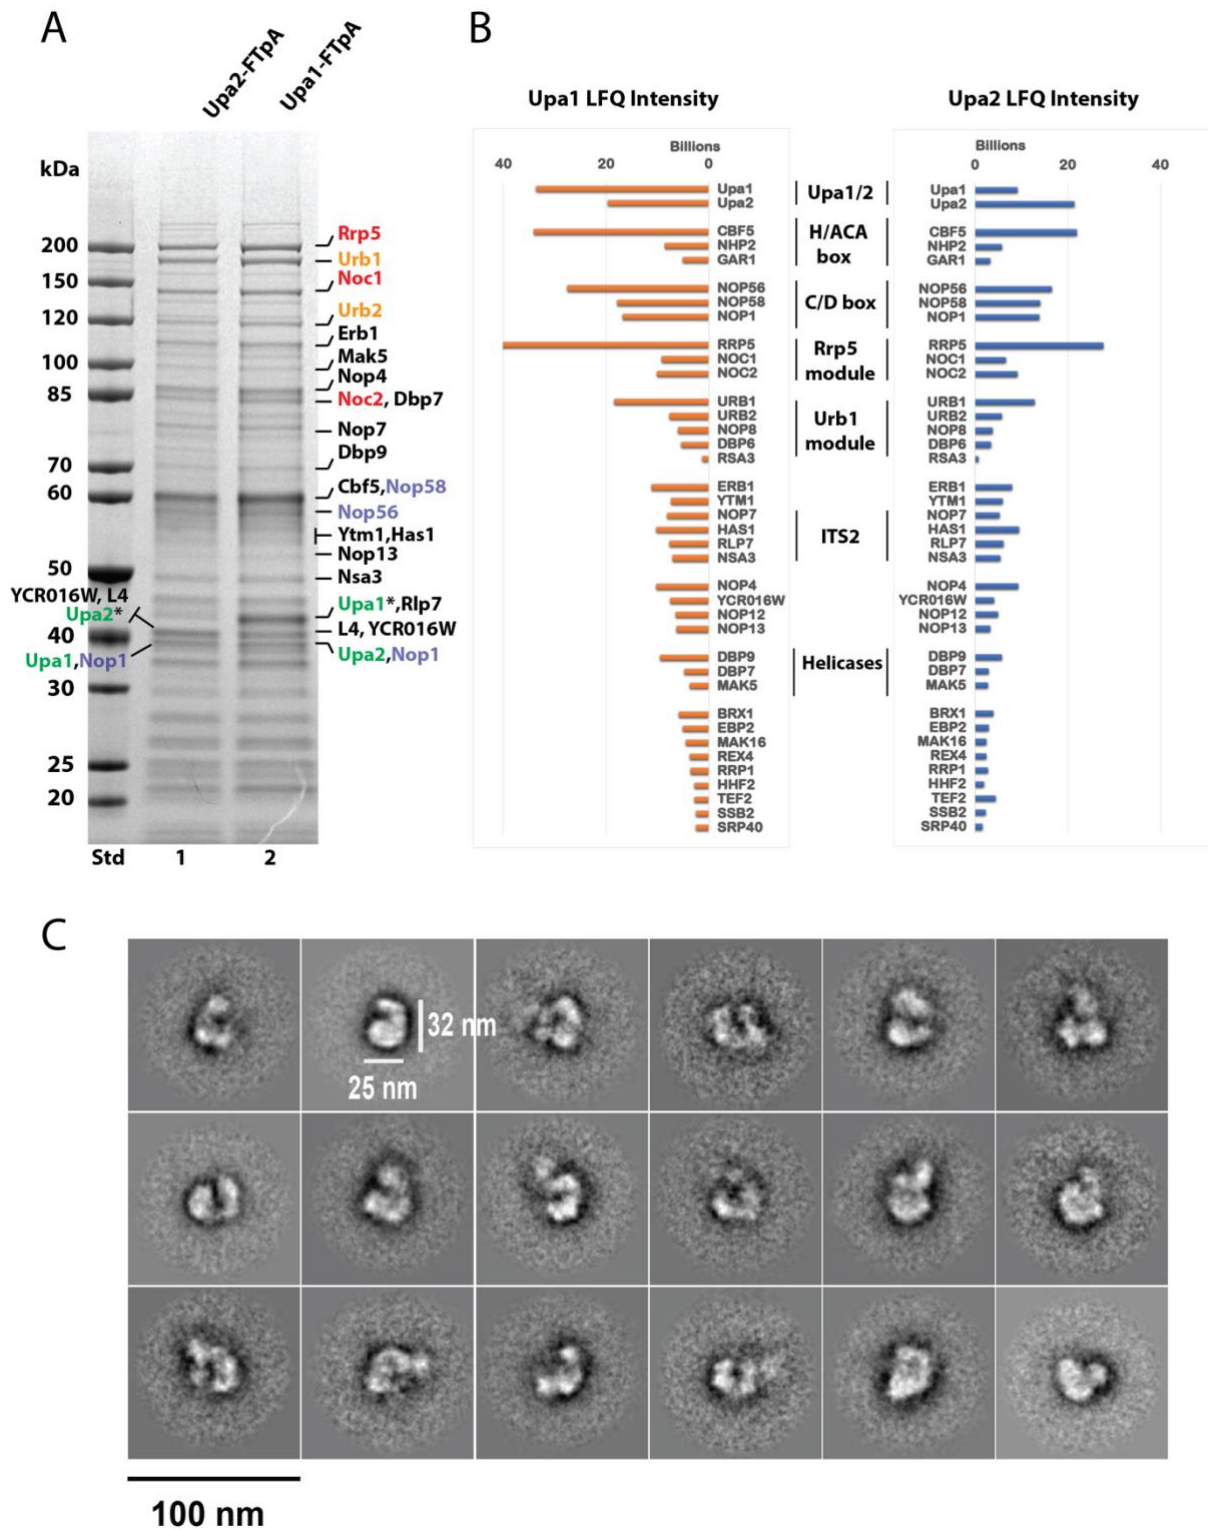 A
Upa2-FTpA
Upa1-FTpA
kDa
200
150
120
100
85
70
60
50
YCR016W, L4
Upa2*
40
Upa1,Nop1
30
25
20
Rrp5
Urb1
Noc1
Urb2
Erb1
Mak5
Nop4
Noc2, Dbp7
Nop7
Dbp9
Cbf5,Nop58
Nop56
Ytm1,Has1
Nop13
Nsa3
Upa1*,Rlp7
L4, YCR016W
Upa2,Nop1
Std 1 2
B
Upa1 LFQ Intensity
Billions
40 20 0
Upa1
Upa2
CBF5
NHP2
GAR1
NOP56
NOP58
NOP1
RRP5
NOC1
NOC2
URB1
URB2
NOP8
DBP6
RSA3
ERB1
YTM1
NOP7
HAS1
RLP7
NSA3
NOP4
YCR016W
NOP12
NOP13
DBP9
DBP7
MAK5
BRX1
EBP2
MAK16
REX4
RRP1
HHF2
TEF2
SSB2
SRP40
Upa1/2
H/ACA
box
C/D box
Rrp5
module
Urb1
module
ITS2
Helicases
Upa2 LFQ Intensity
Billions
0 20 40
Upa1
Upa2
CBF5
NHP2
GAR1
NOP56
NOP58
NOP1
RRP5
NOC1
NOC2
URB1
URB2
NOP8
DBP6
RSA3
ERB1
YTM1
NOP7
HAS1
RLP7
NSA3
NOP4
YCR016W
NOP12
NOP13
DBP9
DBP7
MAK5
BRX1
EBP2
MAK16
REX4
RRP1
HHF2
TEF2
SSB2
SRP40
C
32 nm
25 nm
100 nm